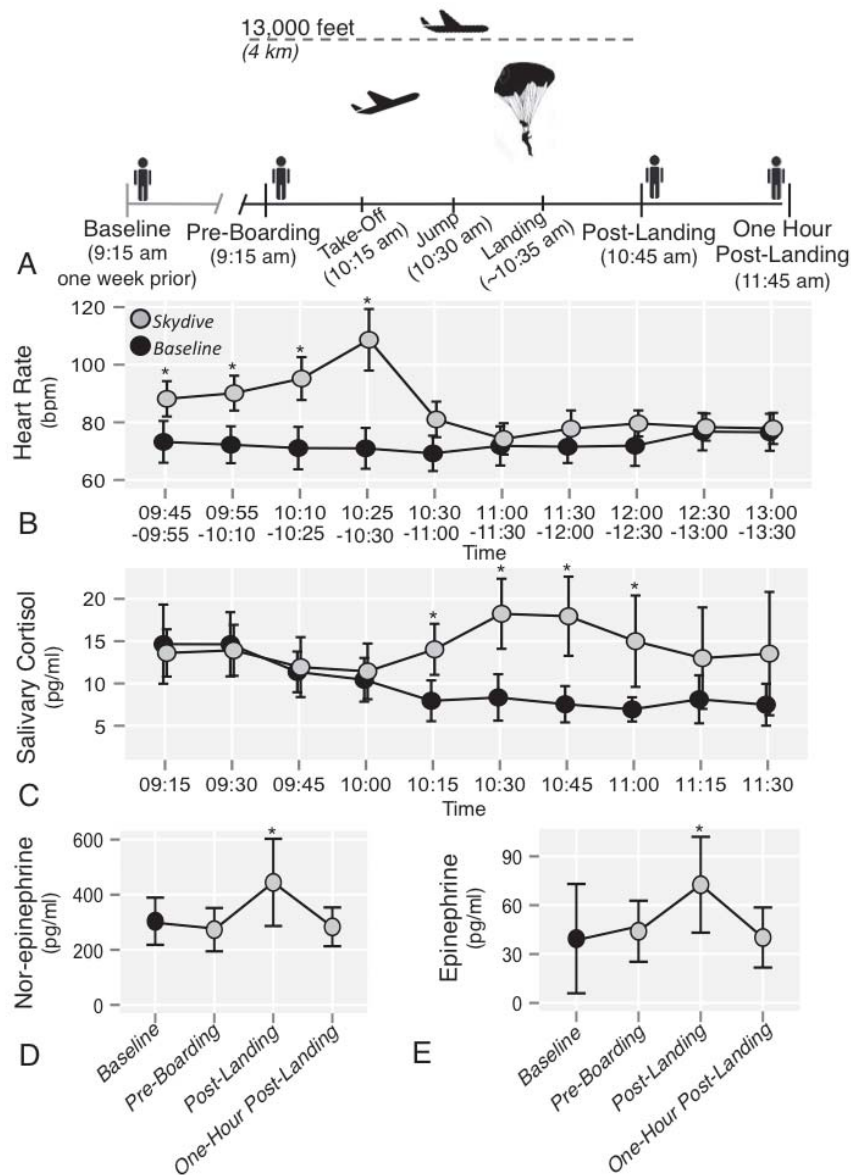 13,000 feet
(4 km)
Baseline
(9:15 am
one week prior)
Pre-Boarding
(9:15 am)
Take-Off
(10:15 am)
Jump
(10:30 am)
Landing
(~10:35 am)
Post-Landing
(10:45 am)
One Hour
Post-Landing
(11:45 am)
A
Heart Rate
(bpm)
120
100
80
60
Skydive
Baseline
* * * *
09:45 09:55 10:10 10:25 10:30 11:00 11:30 12:00 12:30 13:00
-09:55 -10:10 -10:25 -10:30 -11:00 -11:30 -12:00 -12:30 -13:00 -13:30
Time
B
Salivary Cortisol
(pg/ml)
20
15
10
5
* * * *
09:15 09:30 09:45 10:00 10:15 10:30 10:45 11:00 11:15 11:30
Time
C
Nor-epinephrine
(pg/ml)
600
400
200
0
*
Baseline
Pre-Boarding
Post-Landing
One-Hour Post-Landing
D
Epinephrine
(pg/ml)
90
60
30
0
*
Baseline
Pre-Boarding
Post-Landing
One-Hour Post-Landing
E